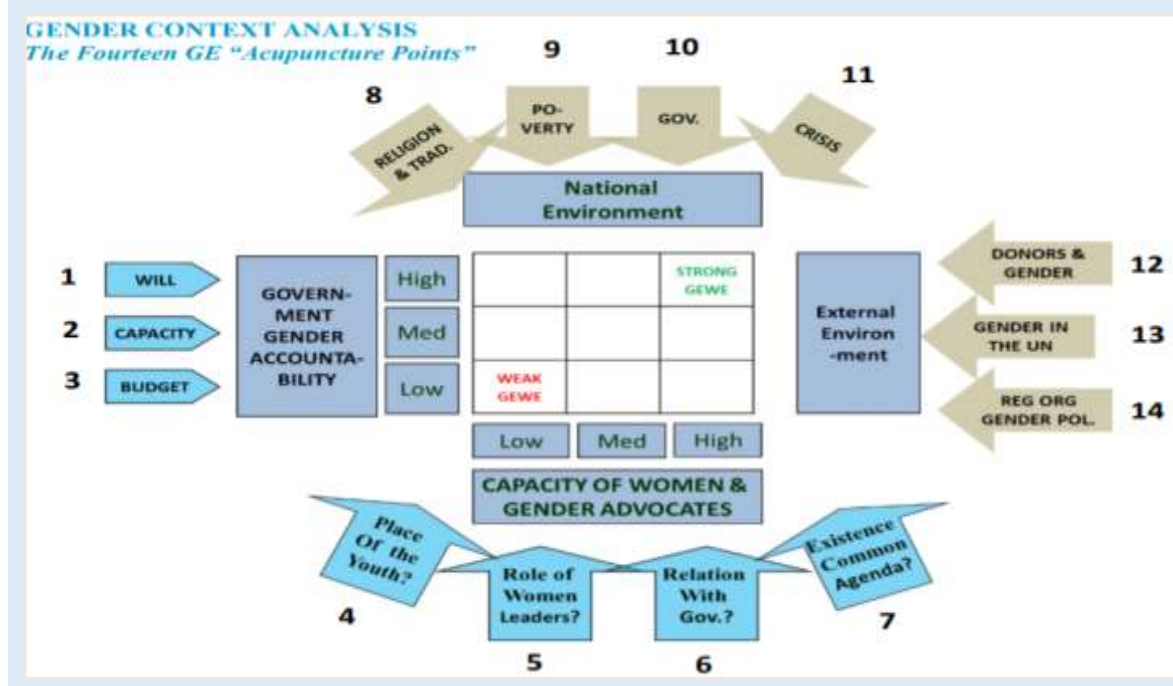 GENDER CONTEXT ANALYSIS
The Fourteen GE “Acupuncture Points”
8
9
10
11
RELIGION
& TRAD.
PO-
VERTY
GOV.
CRISIS
National
Environment
1
WILL
2
CAPACITY
3
BUDGET
GOVERN-
MENT
GENDER
ACCOUNTA-
BILITY
High
Med
Low
STRONG
GEWE
WEAK
GEWE
External
Environ
-ment
DONORS &
GENDER
12
GENDER IN
THE UN
13
REG ORG
GENDER POL.
14
Low
Med
High
CAPACITY OF WOMEN &
GENDER ADVOCATES
Place
Of the
Youth?
4
Role of
Women
Leaders?
5
Relation
With
Gov.?
6
Existence
Common
Agenda?
7